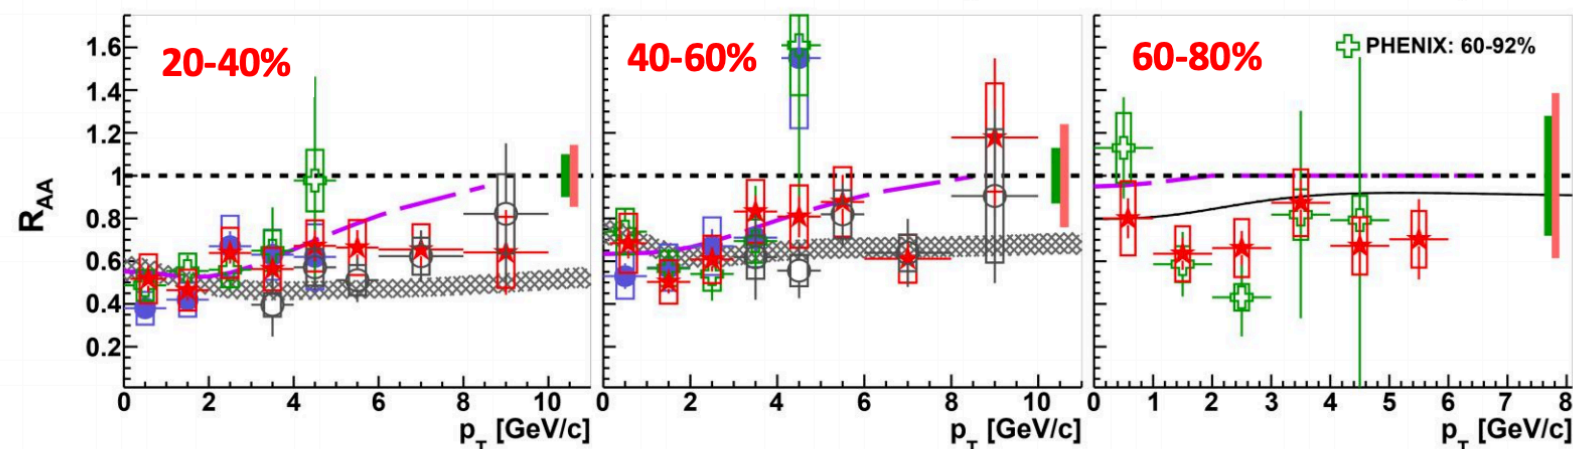 20-40%
40-60%
60-80%
PHENIX: 60-92%
R_AA
1.6
1.4
1.2
1
0.8
0.6
0.4
0.2
0 2 4 6 8 10
0 2 4 6 8 10
0 1 2 3 4 5 6 7 8
p_T [GeV/c]
p_T [GeV/c]
p_T [GeV/c]